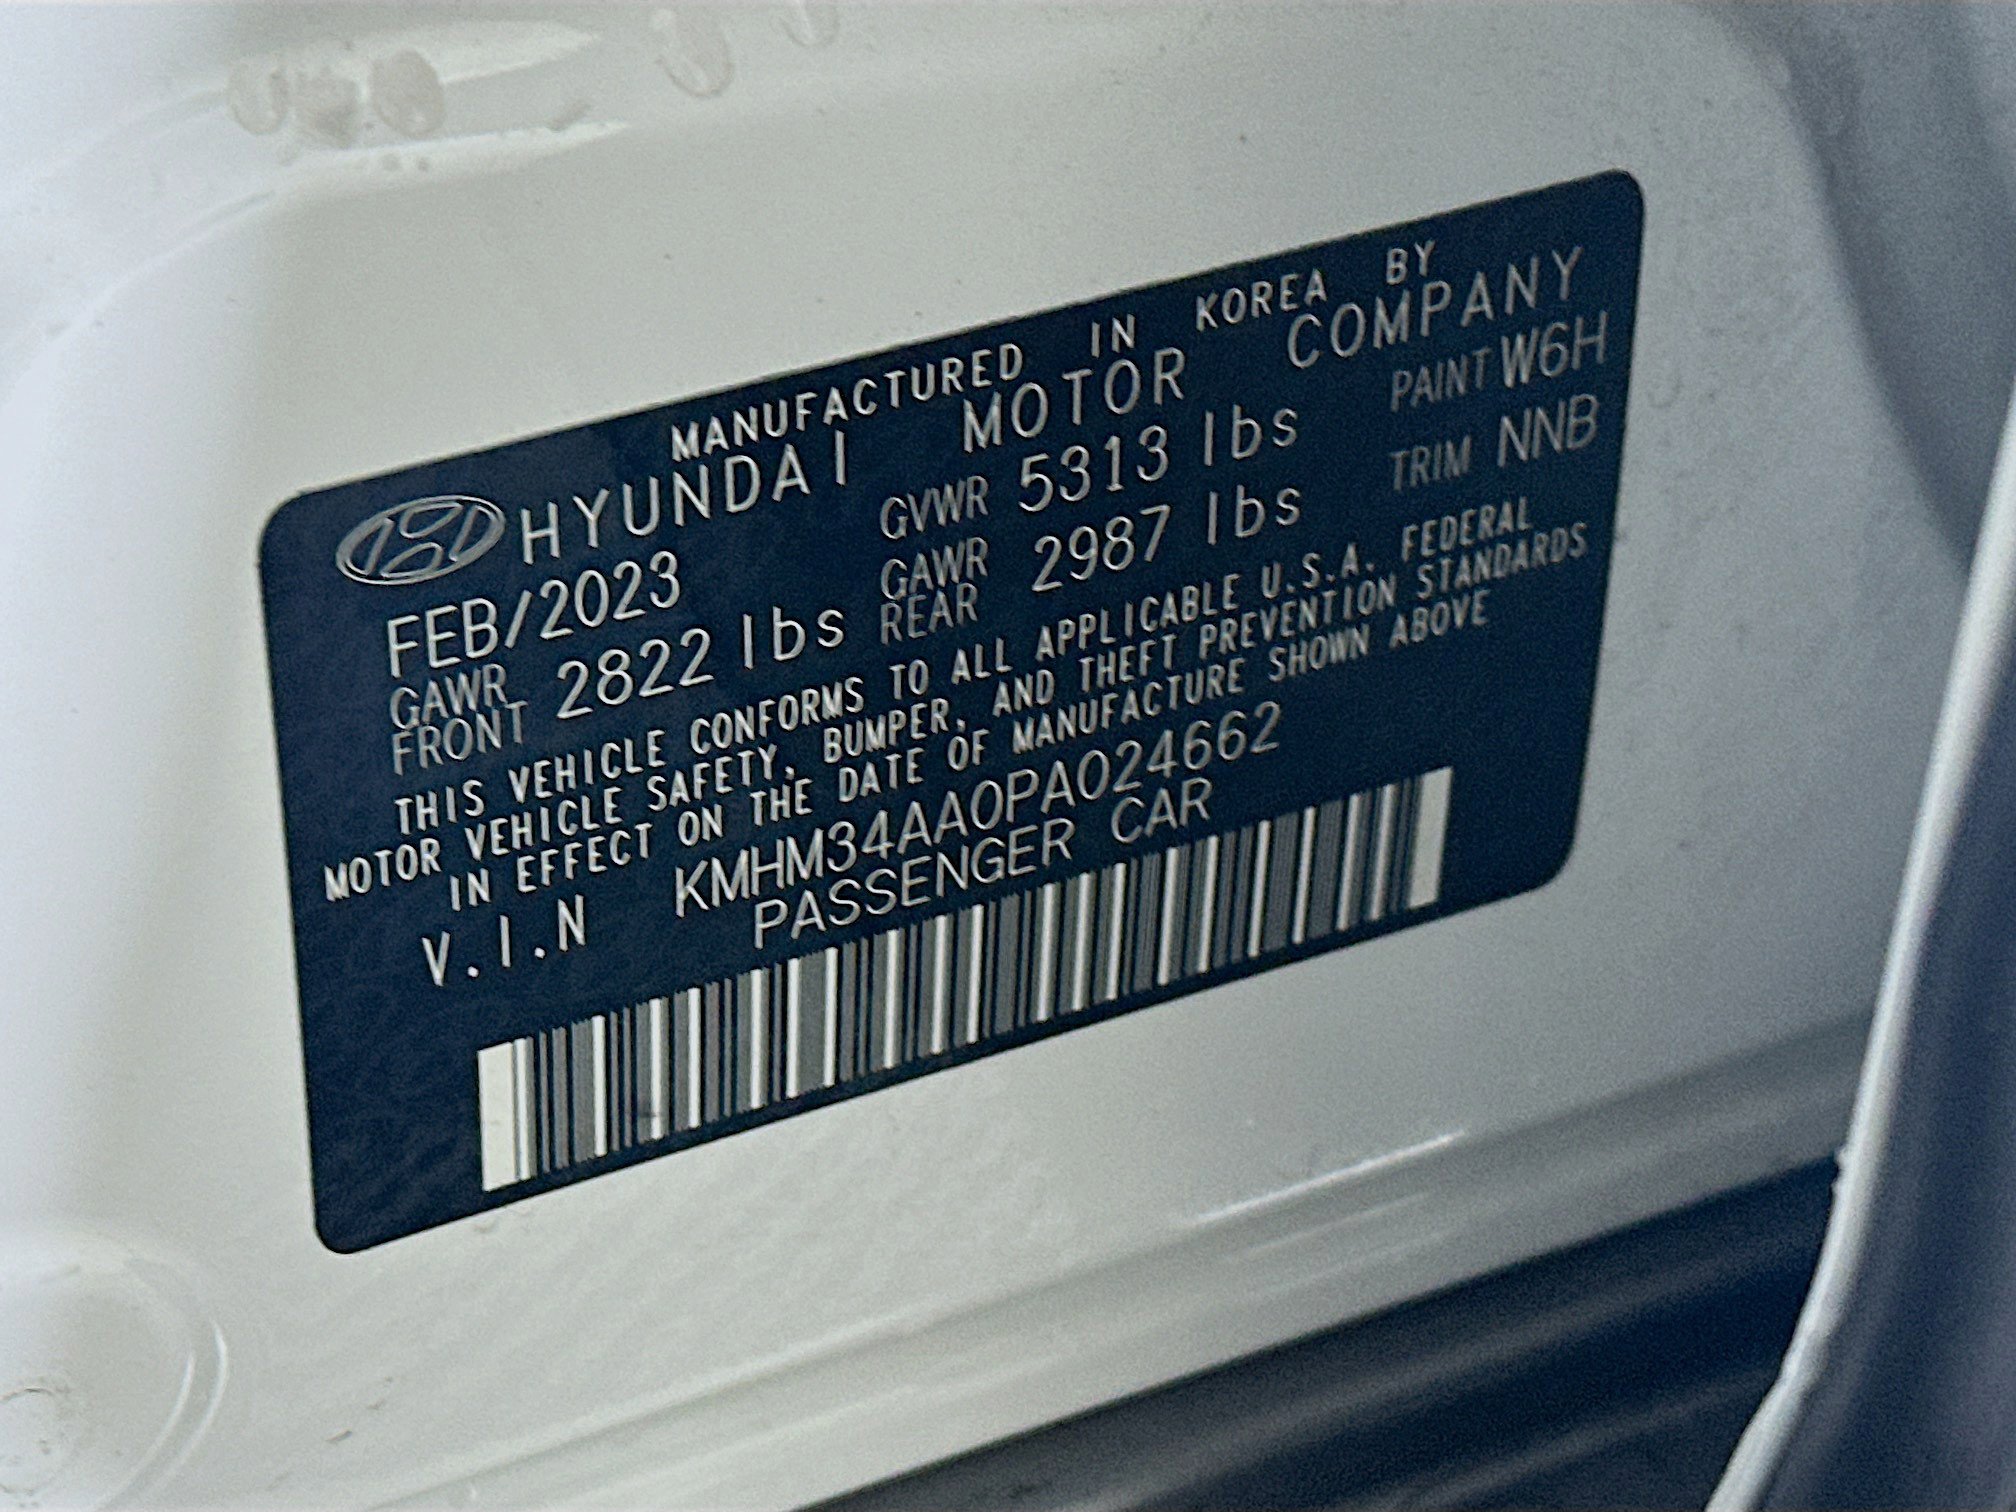 MANUFACTURED IN KOREA BY
HYUNDAI MOTOR COMPANY
FEB/2023 GVWR 5313 lbs PAINT W6H
GAWR FRONT 2822 lbs GAWR REAR 2987 lbs TRIM NNB
THIS VEHICLE CONFORMS TO ALL APPLICABLE U.S.A. FEDERAL
MOTOR VEHICLE SAFETY, BUMPER, AND THEFT PREVENTION STANDARDS
IN EFFECT ON THE DATE OF MANUFACTURE SHOWN ABOVE
V.I.N KMHM34AA0PA024662
PASSENGER CAR